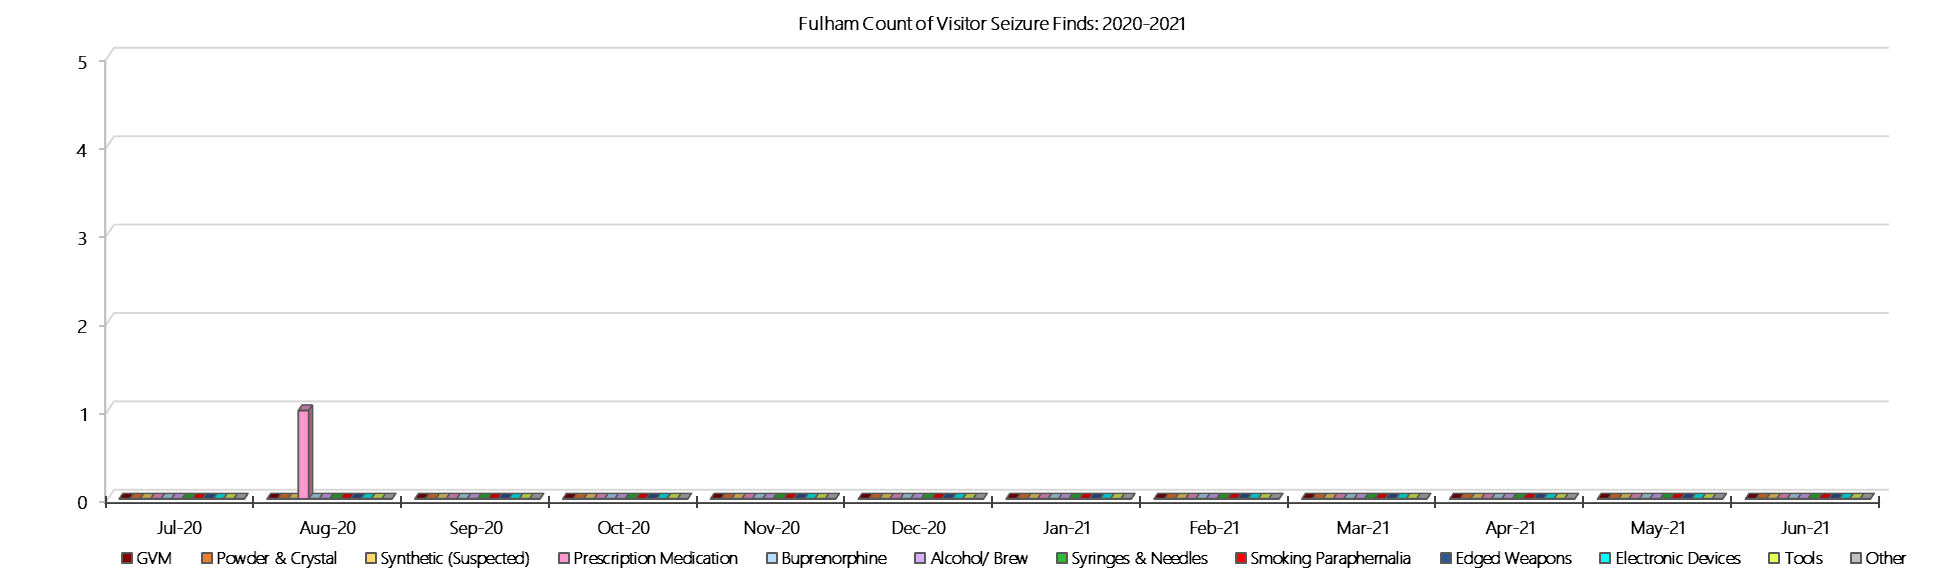 Fulham Count of Visitor Seizure Finds: 2020-2021
5
4
3
2
1
0
Jul-20 Aug-20 Sep-20 Oct-20 Nov-20 Dec-20 Jan-21 Feb-21 Mar-21 Apr-21 May-21 Jun-21
GVM Powder & Crystal Synthetic (Suspected) Prescription Medication Buprenorphine Alcohol/ Brew Syringes & Needles Smoking Paraphernalia Edged Weapons Electronic Devices Tools Other